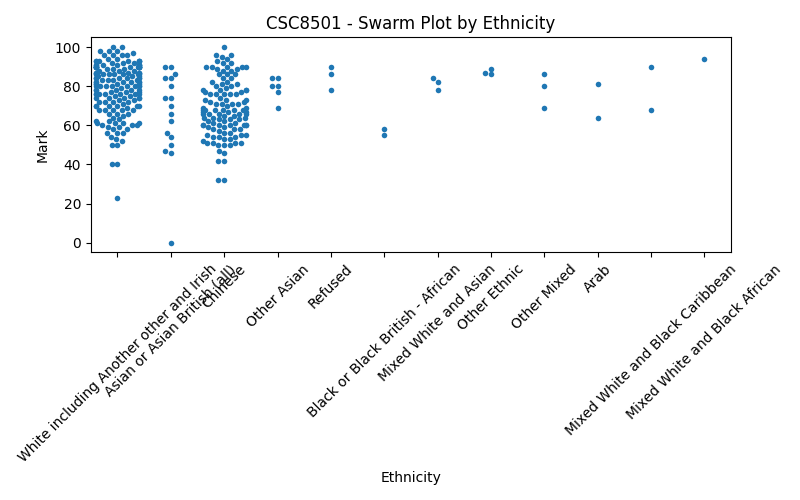 CSC8501 - Swarm Plot by Ethnicity
Mark
100
80
60
40
20
0
White including Another other and Irish
Asian or Asian British (all)
Chinese
Other Asian
Refused
Black or Black British - African
Mixed White and Asian
Other Ethnic
Other Mixed
Arab
Mixed White and Black Caribbean
Mixed White and Black African
Ethnicity